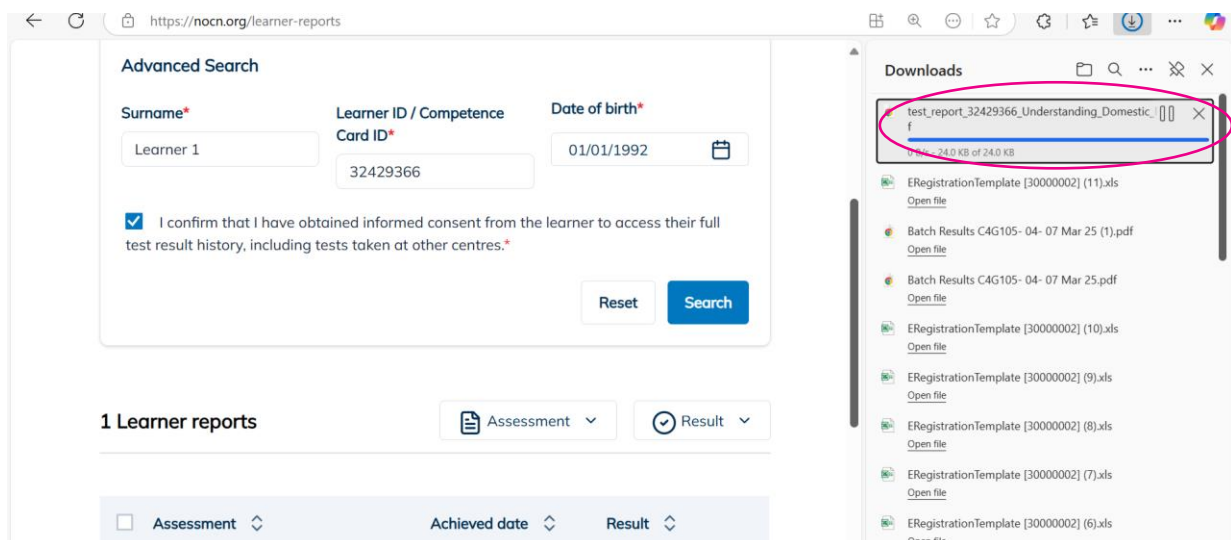 https://nocn.org/learner-reports
Advanced Search
Surname*
Learner 1
Learner ID / Competence
Card ID*
32429366
Date of birth*
01/01/1992
I confirm that I have obtained informed consent from the learner to access their full
test result history, including tests taken at other centres.*
Reset
Search
1 Learner reports
Assessment
Result
Assessment
Achieved date
Result
Downloads
test_report_32429366_Understanding_Domestic_
f
0 B/s - 24.0 KB of 24.0 KB
ERegistrationTemplate [30000002] (11).xls
Open file
Batch Results C4G105- 04- 07 Mar 25 (1).pdf
Open file
Batch Results C4G105- 04- 07 Mar 25.pdf
Open file
ERegistrationTemplate [30000002] (10).xls
Open file
ERegistrationTemplate [30000002] (9).xls
Open file
ERegistrationTemplate [30000002] (8).xls
Open file
ERegistrationTemplate [30000002] (7).xls
Open file
ERegistrationTemplate [30000002] (6).xls
Open file